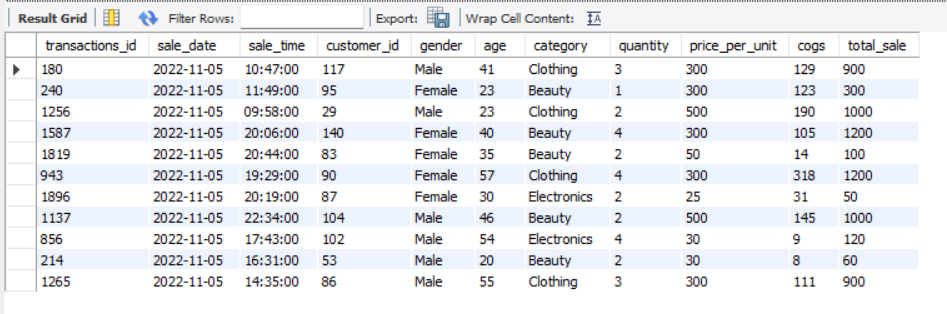 Result Grid Filter Rows: Export: Wrap Cell Content: IA
transactions_id sale_date sale_time customer_id gender age category quantity price_per_unit cogs total_sale
180 2022-11-05 10:47:00 117 Male 41 Clothing 3 300 129 900
240 2022-11-05 11:49:00 95 Female 23 Beauty 1 300 123 300
1256 2022-11-05 09:58:00 29 Male 23 Clothing 2 500 190 1000
1587 2022-11-05 20:06:00 140 Female 40 Beauty 4 300 105 1200
1819 2022-11-05 20:44:00 83 Female 35 Beauty 2 50 14 100
943 2022-11-05 19:29:00 90 Female 57 Clothing 4 300 318 1200
1896 2022-11-05 20:19:00 87 Female 30 Electronics 2 25 31 50
1137 2022-11-05 22:34:00 104 Male 46 Beauty 2 500 145 1000
856 2022-11-05 17:43:00 102 Male 54 Electronics 4 30 9 120
214 2022-11-05 16:31:00 53 Male 20 Beauty 2 30 8 60
1265 2022-11-05 14:35:00 86 Male 55 Clothing 3 300 111 900